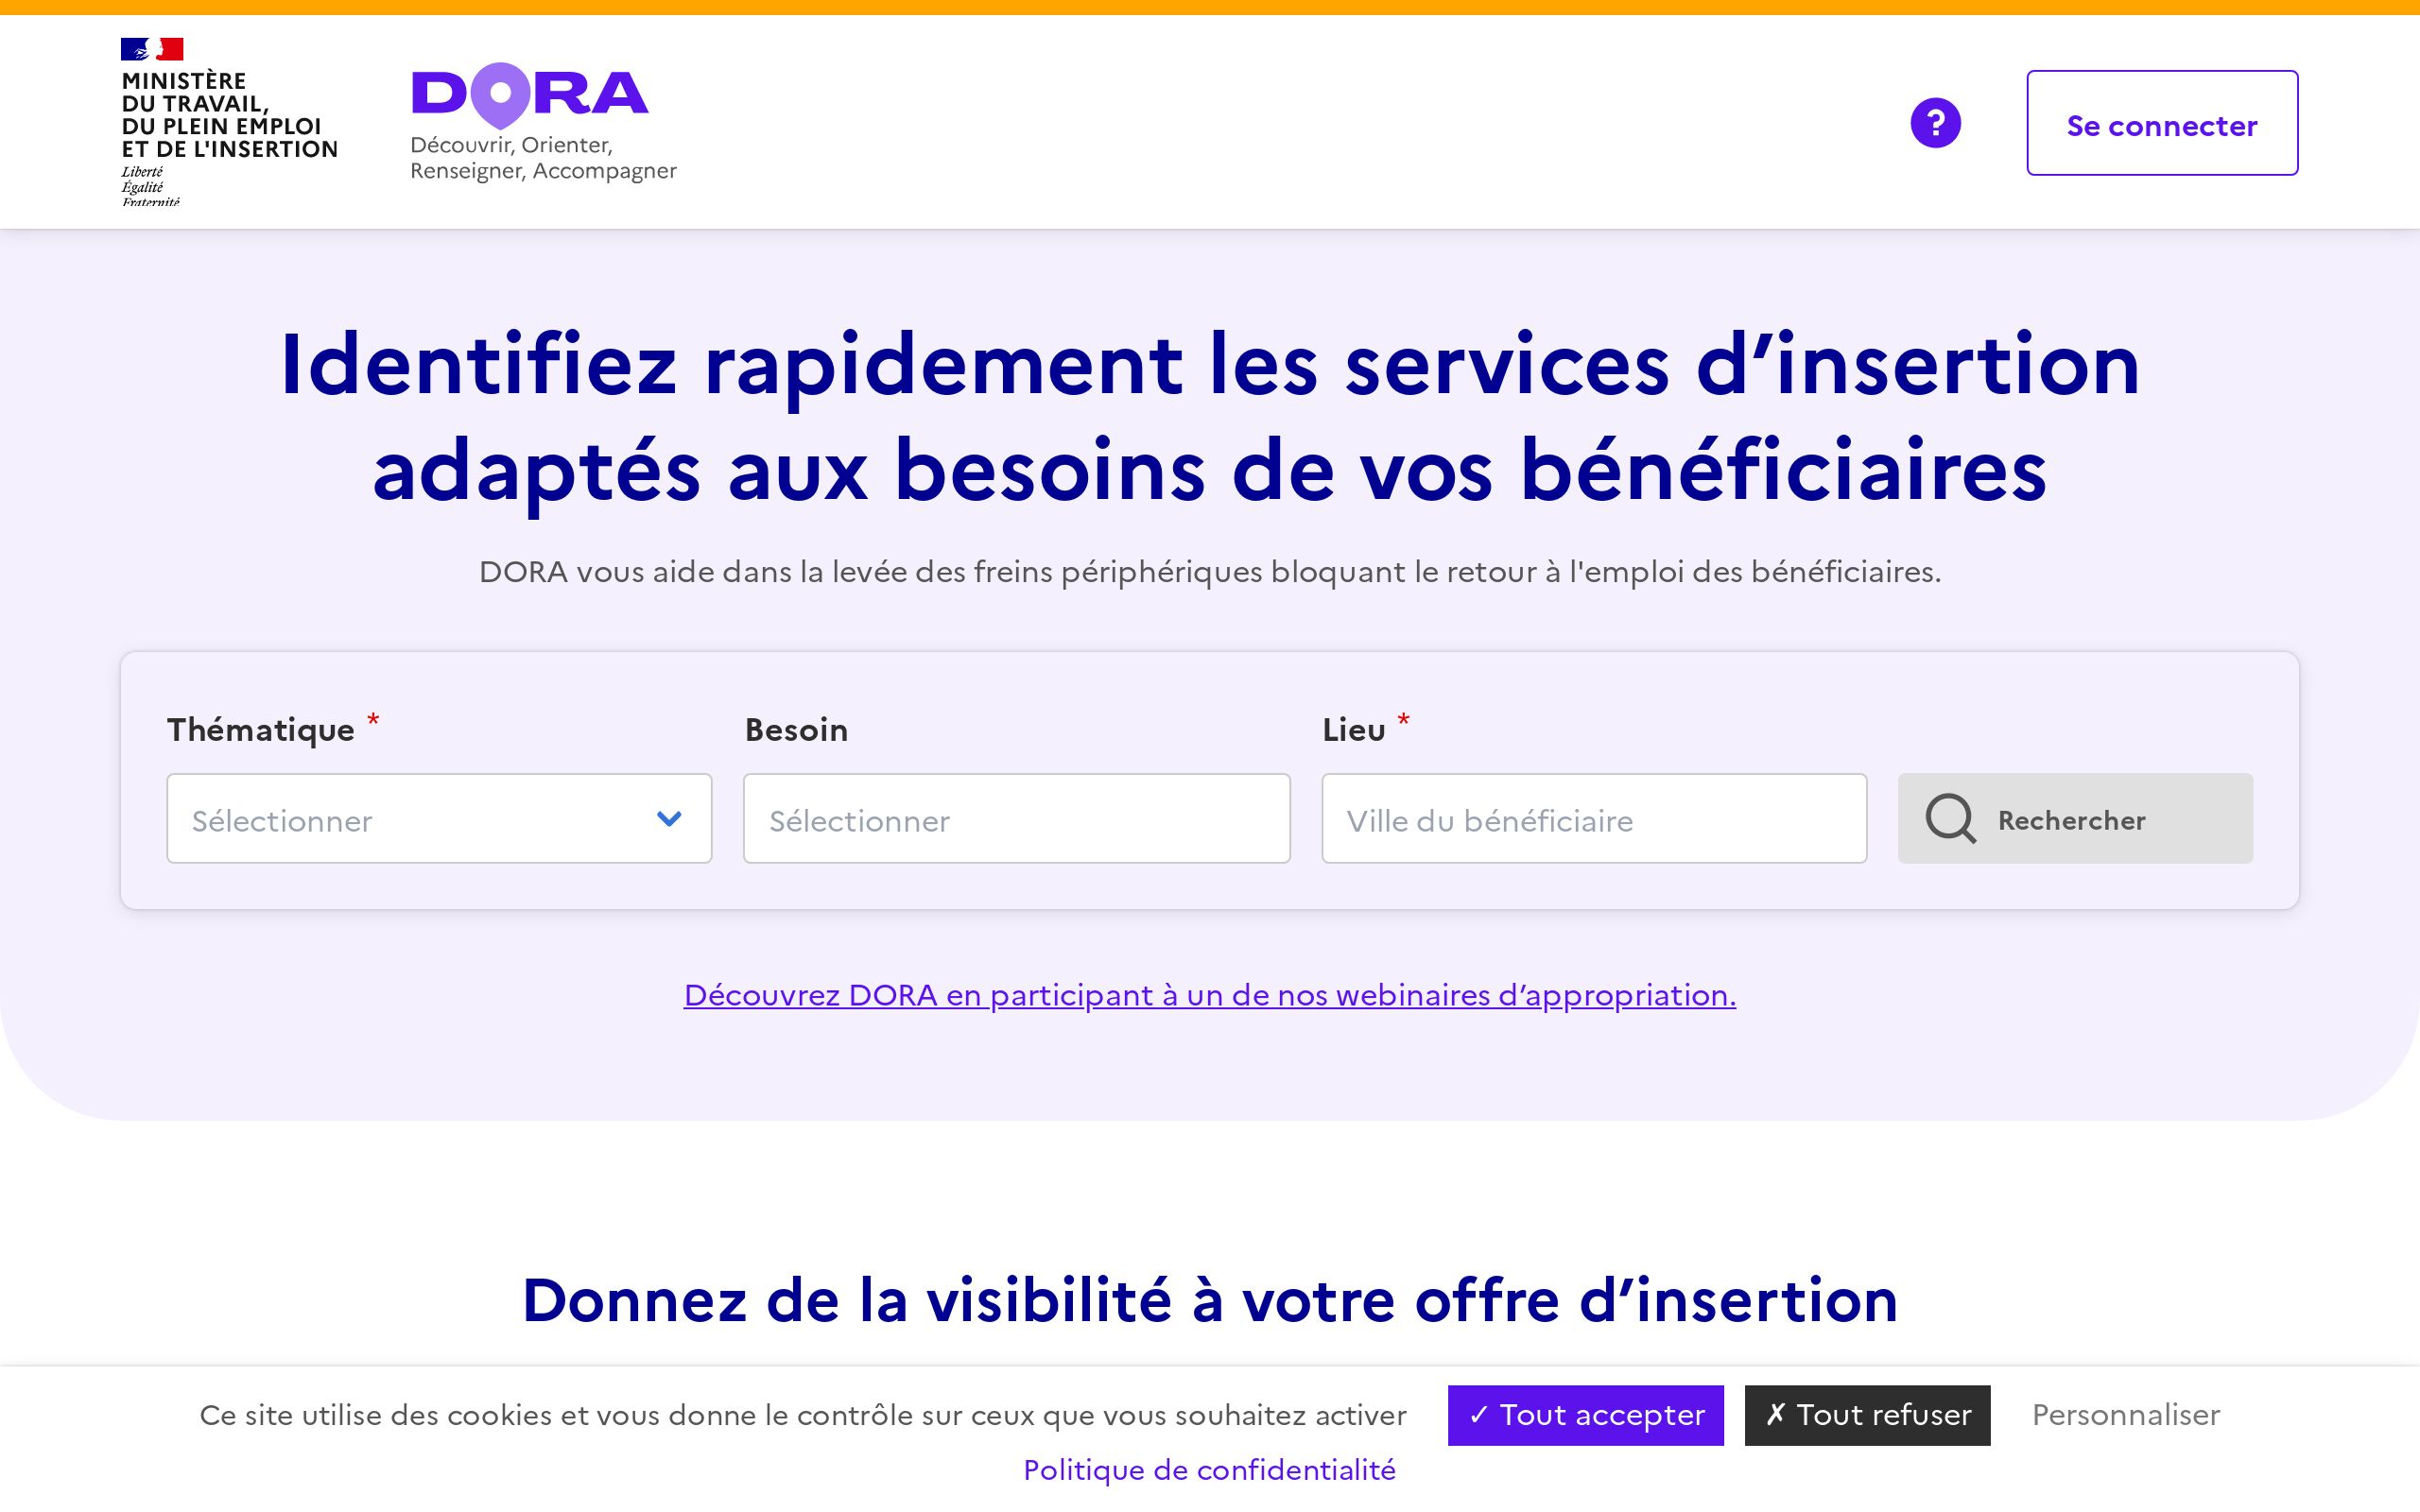 MINISTÈRE
DU TRAVAIL,
DU PLEIN EMPLOI
ET DE L'INSERTION
Liberté
Égalité
Fraternité
DORA
Découvrir, Orienter,
Renseigner, Accompagner
?
Se connecter
Identifiez rapidement les services d’insertion
adaptés aux besoins de vos bénéficiaires
DORA vous aide dans la levée des freins périphériques bloquant le retour à l'emploi des bénéficiaires.
Thématique *
Besoin
Lieu *
Sélectionner
Sélectionner
Ville du bénéficiaire
Rechercher
Découvrez DORA en participant à un de nos webinaires d’appropriation.
Donnez de la visibilité à votre offre d’insertion
Ce site utilise des cookies et vous donne le contrôle sur ceux que vous souhaitez activer
✓ Tout accepter
✗ Tout refuser
Personnaliser
Politique de confidentialité